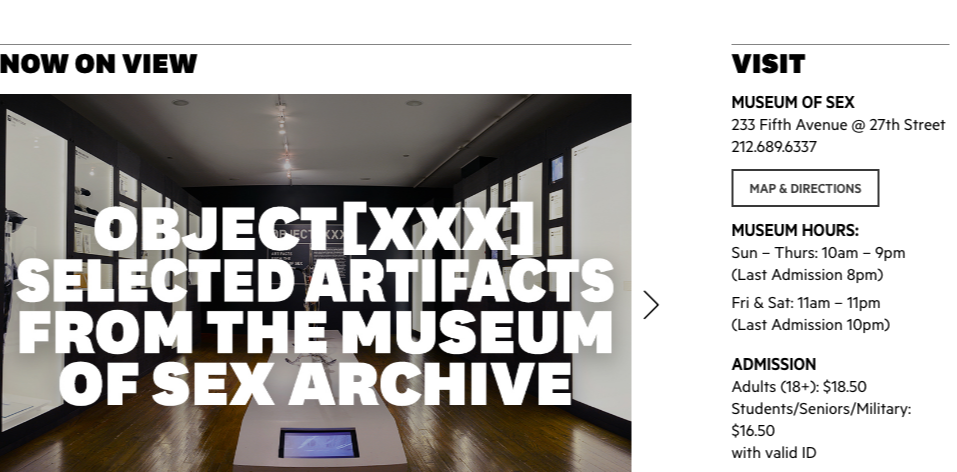 NOW ON VIEW
OBJECT[XXX]
SELECTED ARTIFACTS
FROM THE MUSEUM
OF SEX ARCHIVE
VISIT
MUSEUM OF SEX
233 Fifth Avenue @ 27th Street
212.689.6337
MAP & DIRECTIONS
MUSEUM HOURS:
Sun – Thurs: 10am – 9pm
(Last Admission 8pm)
Fri & Sat: 11am – 11pm
(Last Admission 10pm)
ADMISSION
Adults (18+): $18.50
Students/Seniors/Military:
$16.50
with valid ID